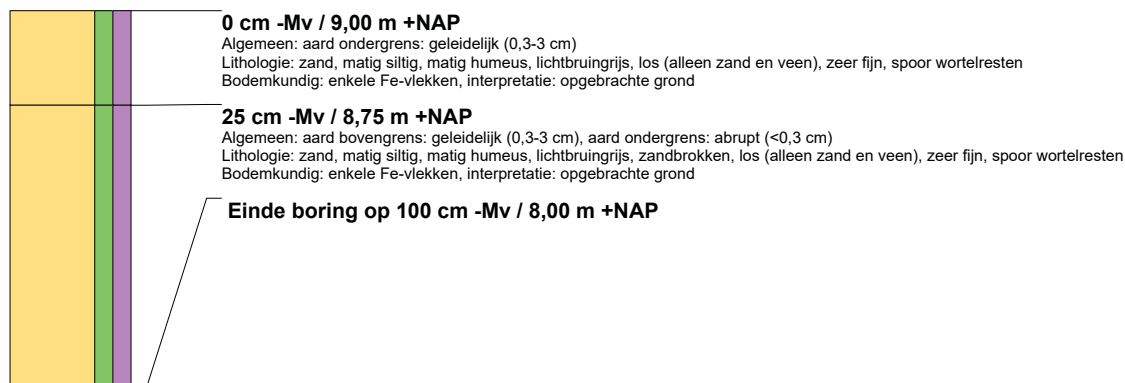 0 cm -Mv / 9,00 m +NAP
Algemeen: aard ondergrens: geleidelijk (0,3-3 cm)
Lithologie: zand, matig siltig, matig humeus, lichtbruingrijs, los (alleen zand en veen), zeer fijn, spoor wortelresten
Bodemkundig: enkele Fe-vlekken, interpretatie: opgebrachte grond
25 cm -Mv / 8,75 m +NAP
Algemeen: aard bovengrens: geleidelijk (0,3-3 cm), aard ondergrens: abrupt (<0,3 cm)
Lithologie: zand, matig siltig, matig humeus, lichtbruingrijs, zandbrokken, los (alleen zand en veen), zeer fijn, spoor wortelresten
Bodemkundig: enkele Fe-vlekken, interpretatie: opgebrachte grond
Einde boring op 100 cm -Mv / 8,00 m +NAP